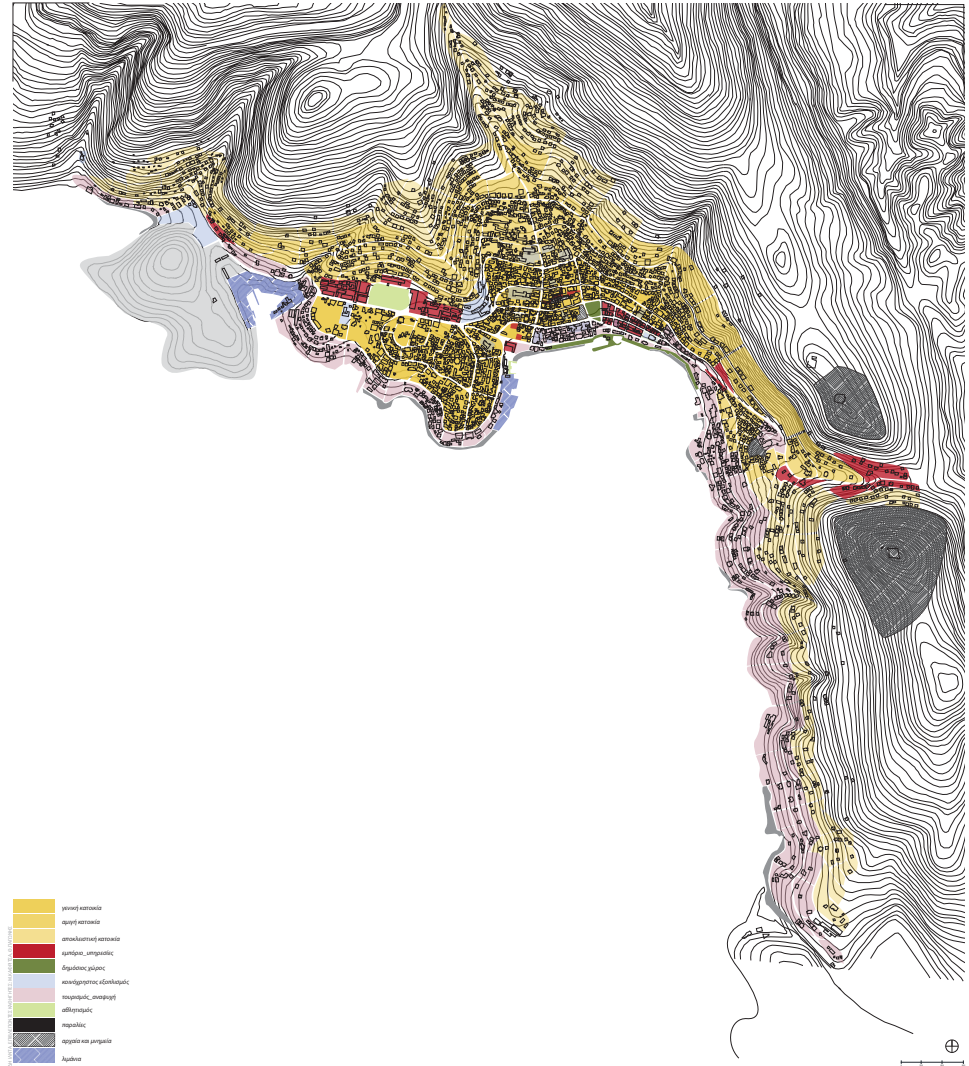 γενική κατοικία
αμιγή κατοικία
αποκλειστική κατοικία
εμπόριο_υπηρεσίες
δημόσιος χώρος
κοινόχρηστος εξοπλισμός
τουρισμός_αναψυχή
αθλητισμός
παραλίες
αρχαία και μνημεία
λιμάνια